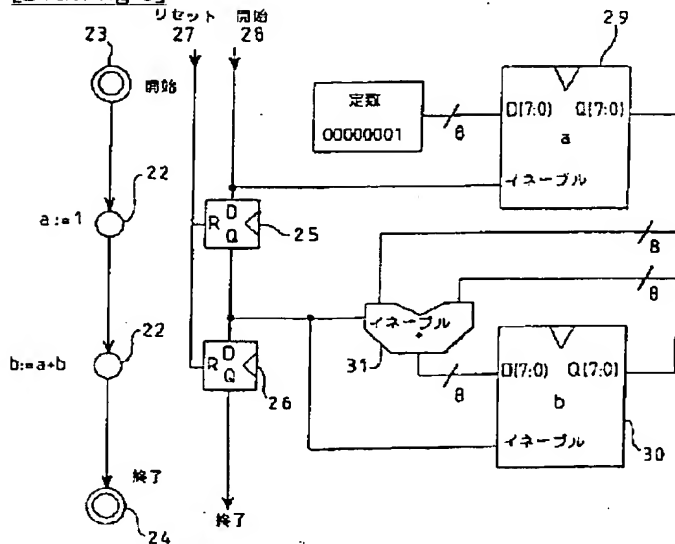 リセット 開始
27 28
23
開始
22
a:=1
22
b:=a+b
終了
24
D
R
Q
25
D
R
Q
26
終了
定数
00000001
8
29
D[7:0] Q[7:0]
a
イネーブル
8
8
イネーブル
+
31
8
D[7:0] Q[7:0]
b
イネーブル
30